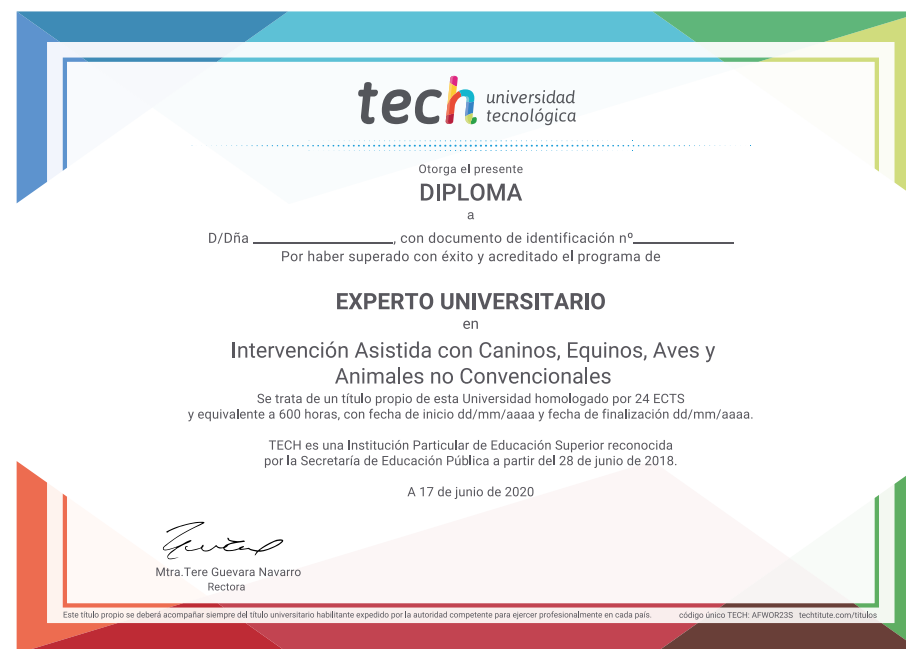 tech universidad
tecnológica
Otorga el presente
DIPLOMA
a
D/Dña ________________, con documento de identificación nº____________
Por haber superado con éxito y acreditado el programa de
EXPERTO UNIVERSITARIO
en
Intervención Asistida con Caninos, Equinos, Aves y
Animales no Convencionales
Se trata de un título propio de esta Universidad homologado por 24 ECTS
y equivalente a 600 horas, con fecha de inicio dd/mm/aaaa y fecha de finalización dd/mm/aaaa.
TECH es una Institución Particular de Educación Superior reconocida
por la Secretaría de Educación Pública a partir del 28 de junio de 2018.
A 17 de junio de 2020
Mtra.Tere Guevara Navarro
Rectora
Este título propio se deberá acompañar siempre del título universitario habilitante expedido por la autoridad competente para ejercer profesionalmente en cada país. código único TECH: AFWOR23S techtitute.com/titulos